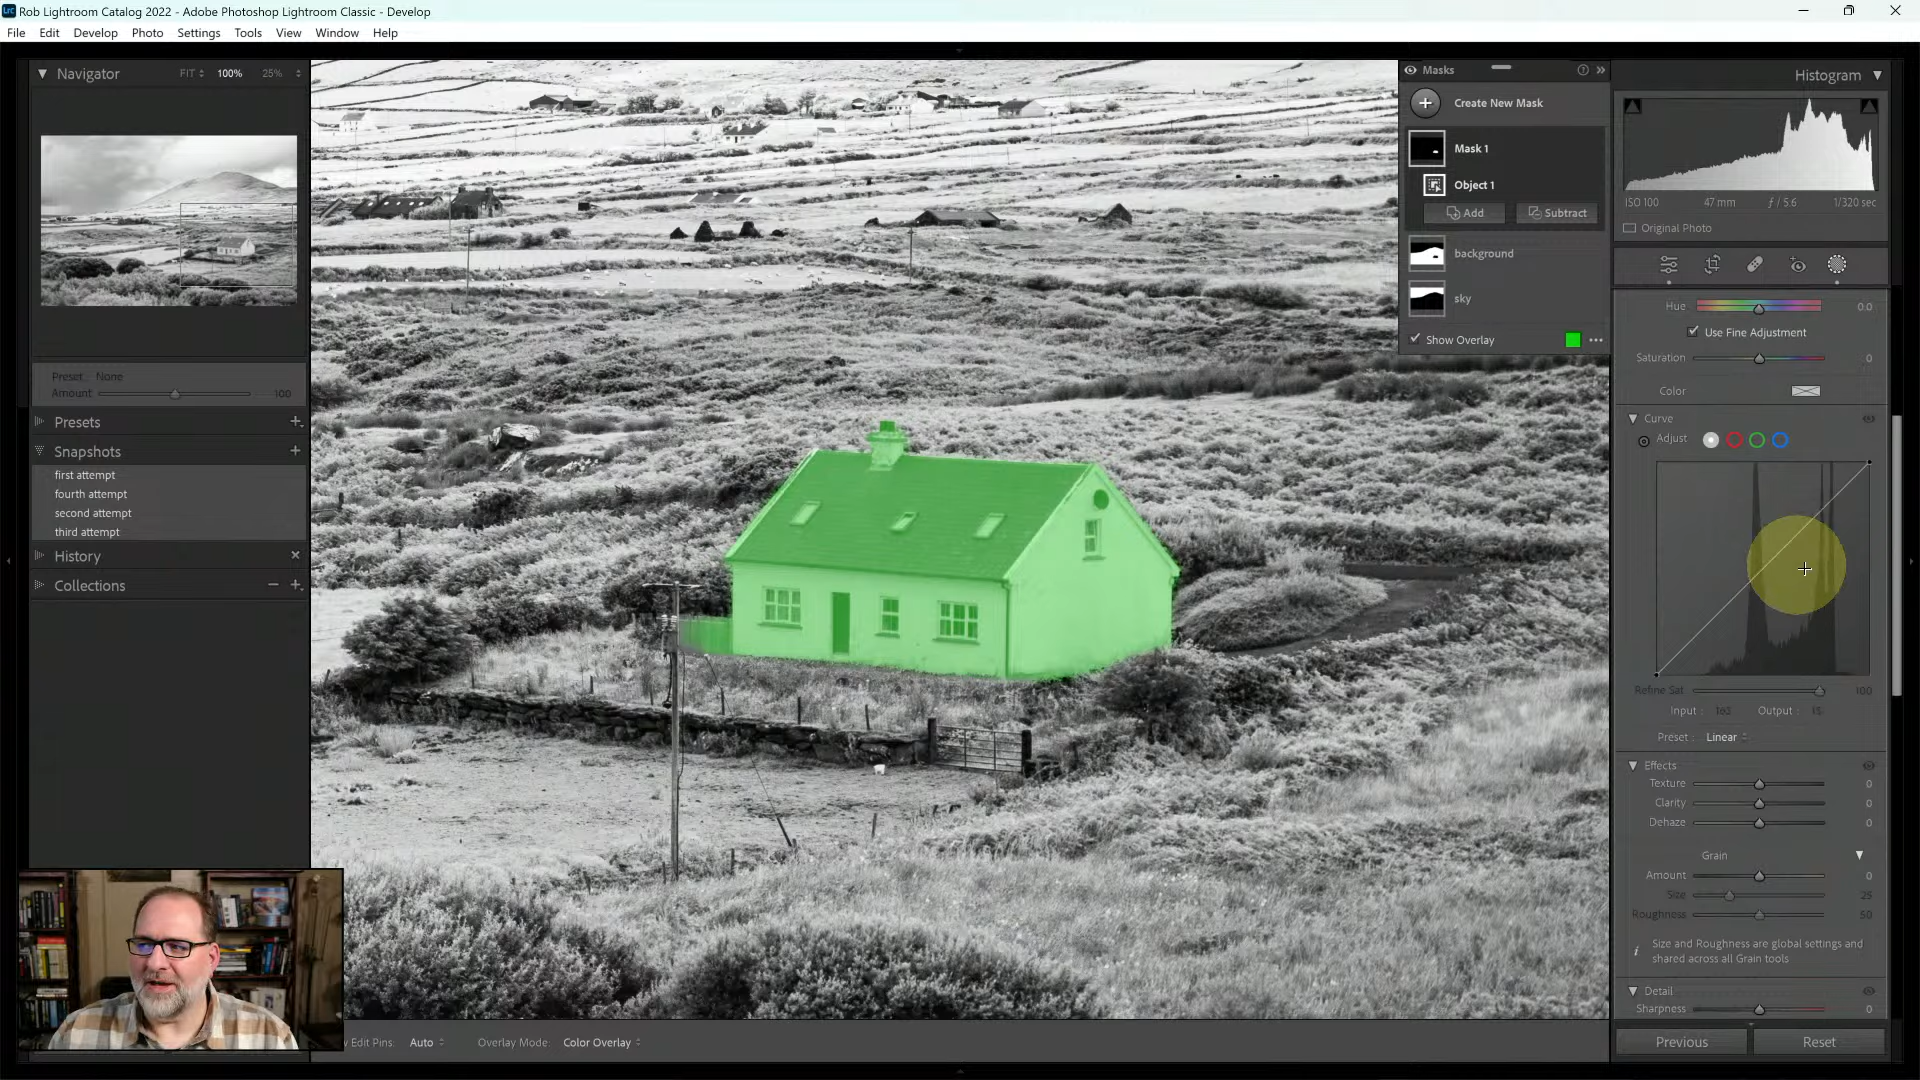 Rob Lightroom Catalog 2022 - Adobe Photoshop Lightroom Classic - Develop
File Edit Develop Photo Settings Tools View Window Help
Navigator FIT 100% 25%
Preset: None
Amount 100
Presets
Snapshots
first attempt
fourth attempt
second attempt
third attempt
History
Collections
Edit Pins: Auto Overlay Mode: Color Overlay
Masks
Create New Mask
Mask 1
Object 1
Add Subtract
background
sky
Show Overlay
Histogram
ISO 100 47 mm ƒ / 5.6 1/320 sec
Original Photo
Hue 0.0
Use Fine Adjustment
Saturation 0
Color
Curve
Adjust
Refine Sat 100
Input : Output :
Preset : Linear
Effects
Texture 0
Clarity 0
Dehaze 0
Grain
Amount 0
Size 25
Roughness 50
Size and Roughness are global settings and
shared across all Grain tools
Detail
Sharpness 0
Previous Reset